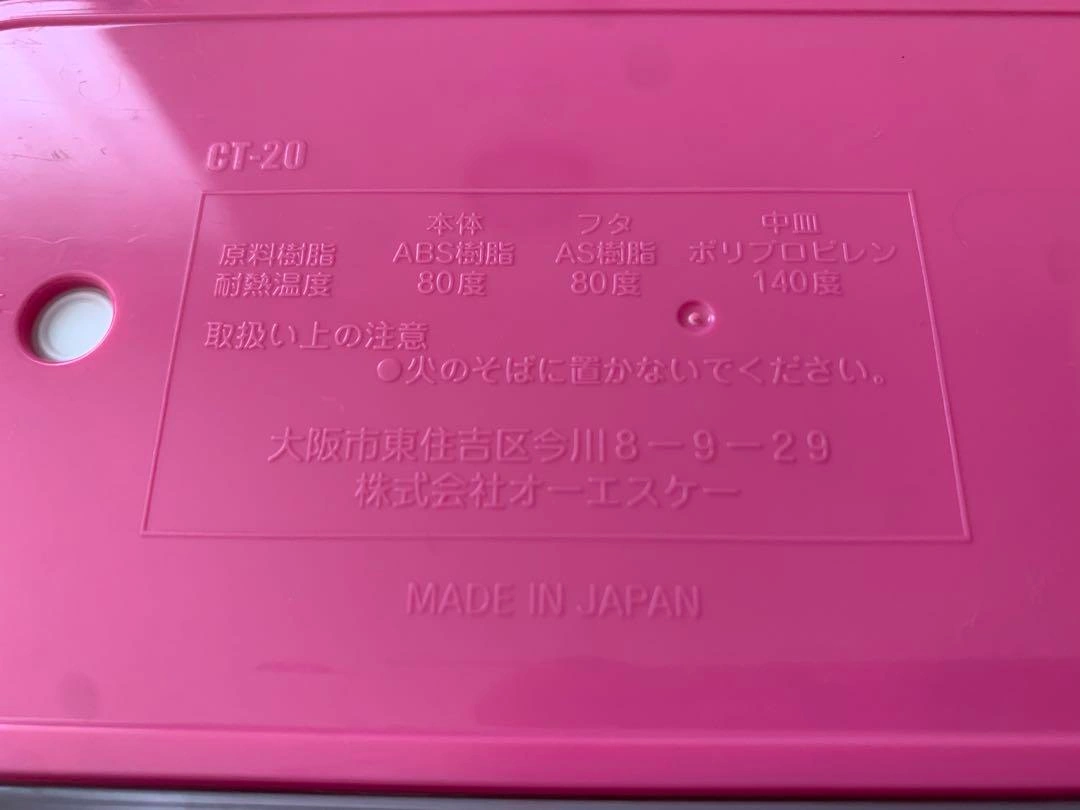 CT-20
本体 フタ 中皿
原料樹脂 ABS樹脂 AS樹脂 ポリプロピレン
耐熱温度 80度 80度 140度
取扱い上の注意
●火のそばに置かないでください。
大阪市東住吉区今川8-9-29
株式会社オーエスケー
MADE IN JAPAN